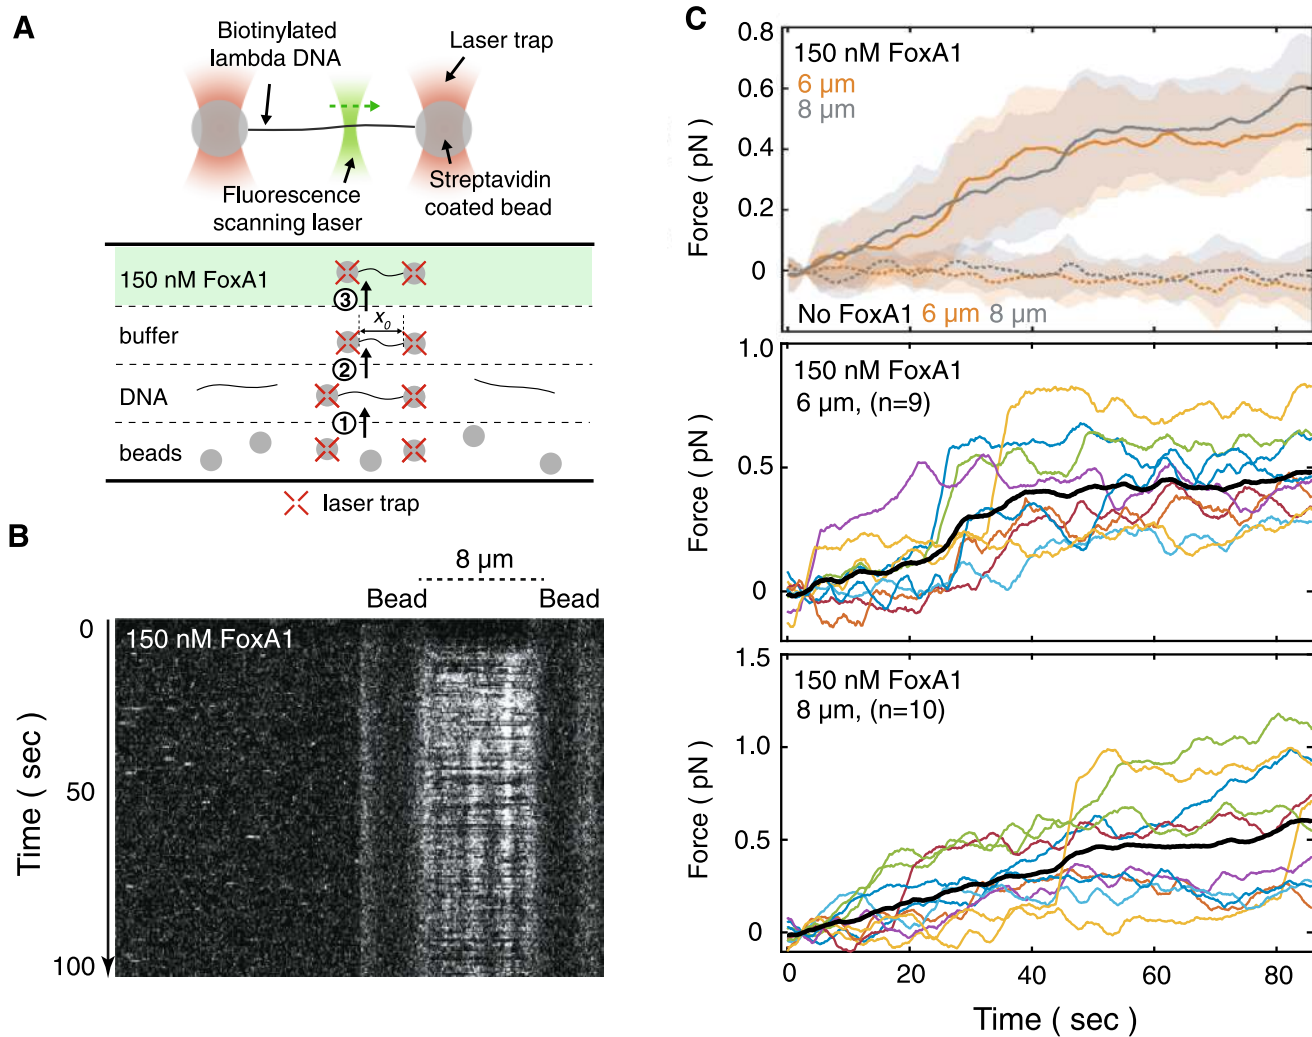 A
Biotinylated
lambda DNA
Laser trap
Fluorescence
scanning laser
Streptavidin
coated bead
150 nM FoxA1
3
buffer
x0
2
DNA
1
beads
laser trap
B
8 μm
Bead
Bead
150 nM FoxA1
0
50
100
Time ( sec )
C
150 nM FoxA1
6 μm
8 μm
No FoxA1 6 μm 8 μm
0.8
0.6
0.4
0.2
0
Force ( pN )
150 nM FoxA1
6 μm, (n=9)
1.0
0.5
0
Force ( pN )
150 nM FoxA1
8 μm, (n=10)
1.5
1.0
0.5
0
Force ( pN )
0
20
40
60
80
Time ( sec )